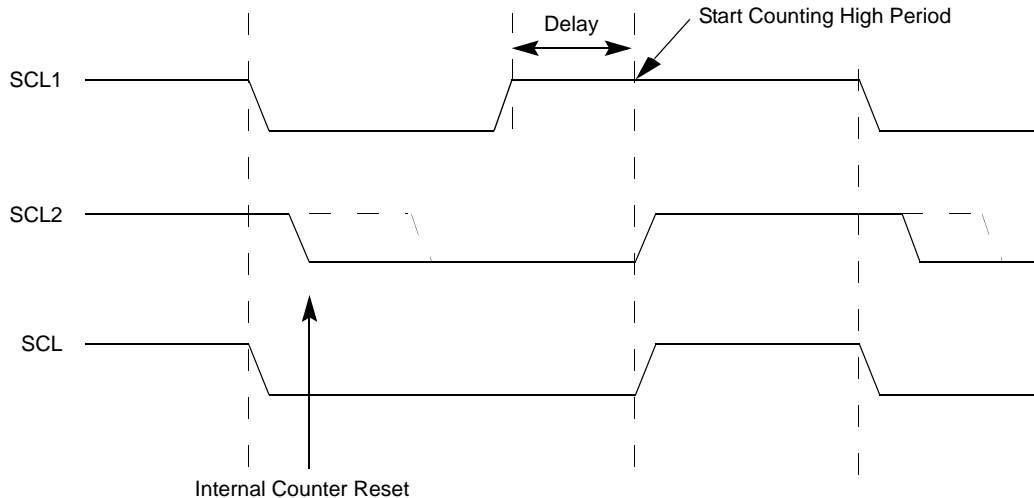 Start Counting High Period
Delay
SCL1
SCL2
SCL
Internal Counter Reset